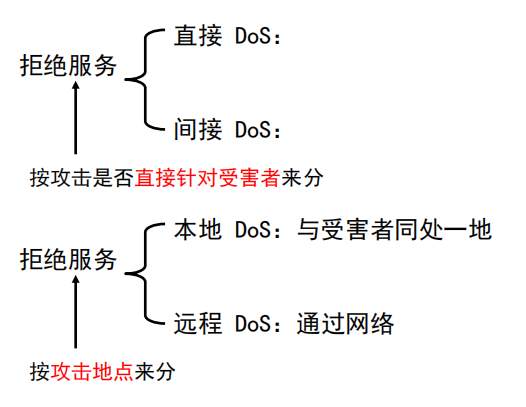 直接 DoS：
拒绝服务
间接 DoS：
按攻击是否直接针对受害者来分
本地 DoS：与受害者同处一地
拒绝服务
远程 DoS：通过网络
按攻击地点来分